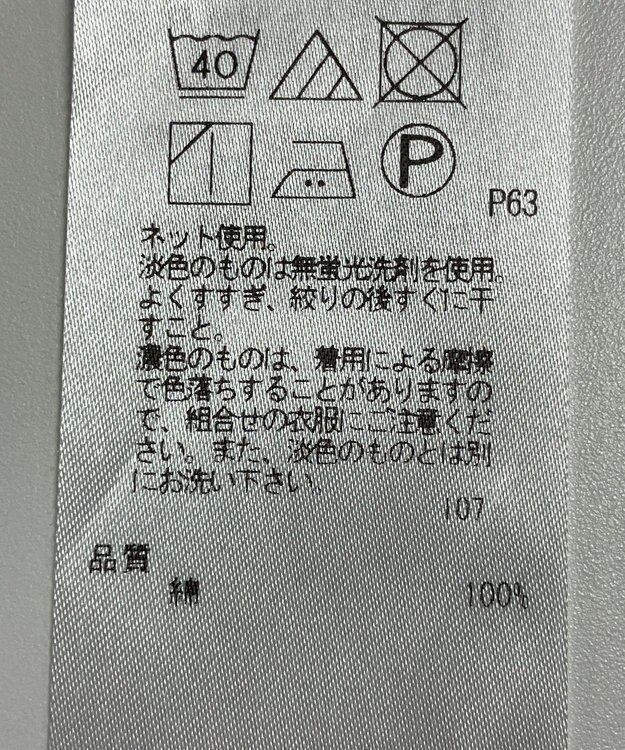 40
P
P63
ネット使用。
淡色のものは無蛍光洗剤を使用。
よくすすぎ、絞りの後すぐに干
すこと。
濃色のものは、着用による摩擦
で色落ちすることがありますの
で、組合せの衣服にご注意くだ
さい。また、淡色のものとは別
にお洗い下さい。
107
品質
綿 100%